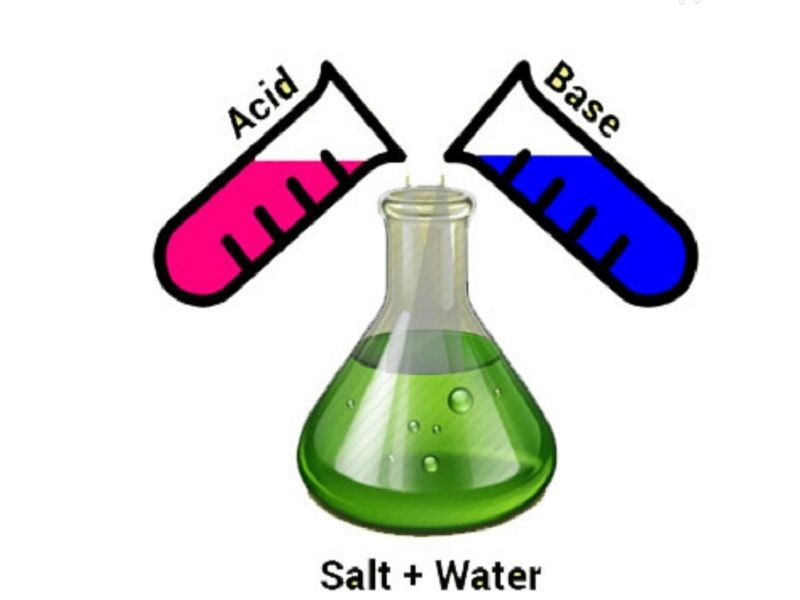 Acid
Base
Salt + Water